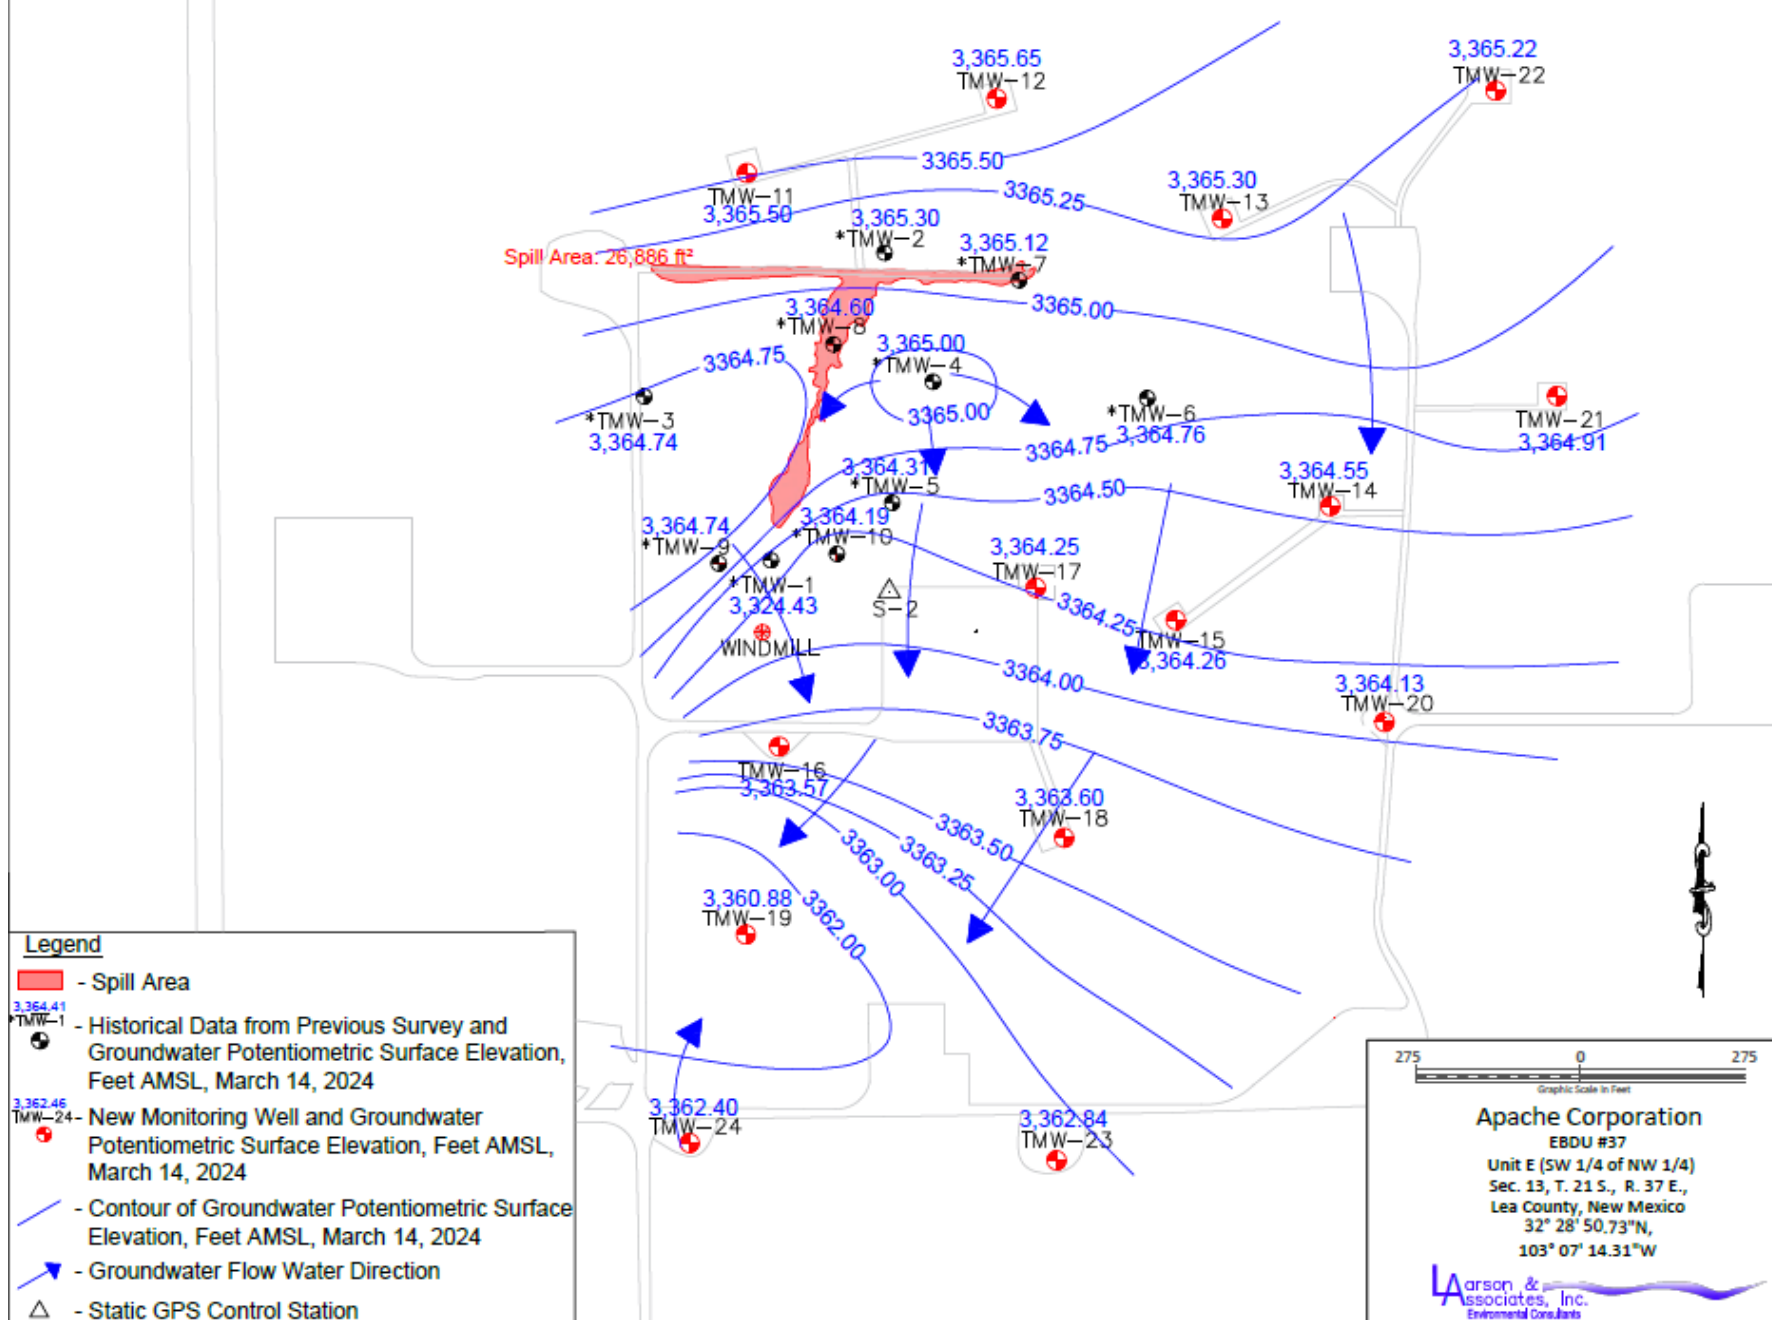 3,365.65
TMW-12
3,365.22
TMW-22
3365.50
TMW-11
3,365.50
3365.25
3,365.30
TMW-13
3,365.30
*TMW-2
3,365.12
*TMW-7
Spill Area: 26,886 ft²
3365.00
3,364.60
*TMW-8
3,365.00
*TMW-4
3365.00
3364.75
*TMW-3
3,364.74
*TMW-6
3,364.76
TMW-21
3,364.91
3364.75
3,364.31
*TMW-5
3364.50
3,364.55
TMW-14
3,364.74
*TMW-9
3,364.19
*TMW-10
*TMW-1
3,324.43
3,364.25
TMW-17
S-2
3364.25
TMW-15
3,364.26
WINDMILL
3364.00
3,364.13
TMW-20
3363.75
TMW-16
3,363.57
3,363.60
TMW-18
3363.50
3363.25
3363.00
3362.00
3,360.88
TMW-19
3,362.40
TMW-24
3,362.84
TMW-23
Legend
- Spill Area
3,364.41
*TMW-1
- Historical Data from Previous Survey and
Groundwater Potentiometric Surface Elevation,
Feet AMSL, March 14, 2024
3,362.46
TMW-24
- New Monitoring Well and Groundwater
Potentiometric Surface Elevation, Feet AMSL,
March 14, 2024
- Contour of Groundwater Potentiometric Surface
Elevation, Feet AMSL, March 14, 2024
- Groundwater Flow Water Direction
- Static GPS Control Station
275 0 275
Graphic Scale in Feet
Apache Corporation
EBDU #37
Unit E (SW 1/4 of NW 1/4)
Sec. 13, T. 21 S., R. 37 E.,
Lea County, New Mexico
32° 28' 50.73"N,
103° 07' 14.31"W
Larson &
Associates, Inc.
Environmental Consultants